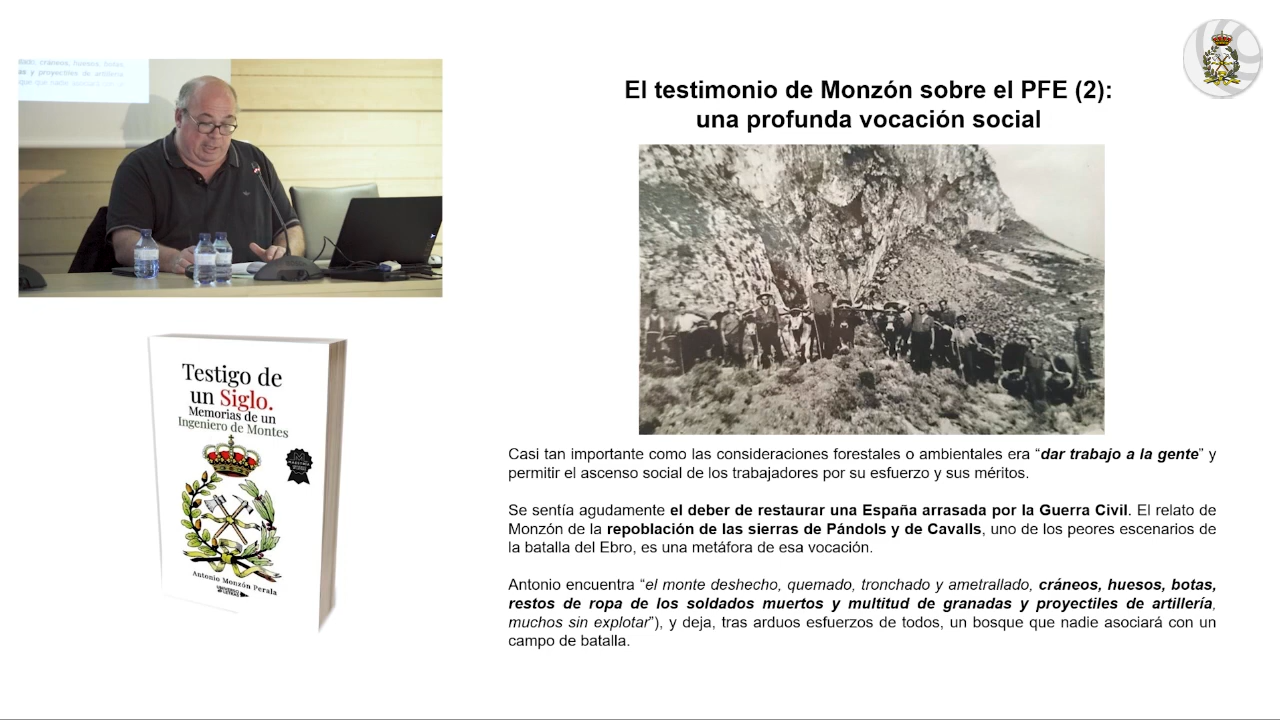 cráneos, huesos, botas,
y proyectiles de artillería
El testimonio de Monzón sobre el PFE (2):
una profunda vocación social
Testigo de
un Siglo.
Memorias de un
Ingeniero de Montes
Antonio Monzón Perala
Casi tan importante como las consideraciones forestales o ambientales era “dar trabajo a la gente” y
permitir el ascenso social de los trabajadores por su esfuerzo y sus méritos.
Se sentía agudamente el deber de restaurar una España arrasada por la Guerra Civil. El relato de
Monzón de la repoblación de las sierras de Pándols y de Cavalls, uno de los peores escenarios de
la batalla del Ebro, es una metáfora de esa vocación.
Antonio encuentra “el monte deshecho, quemado, tronchado y ametrallado, cráneos, huesos, botas,
restos de ropa de los soldados muertos y multitud de granadas y proyectiles de artillería,
muchos sin explotar”), y deja, tras arduos esfuerzos de todos, un bosque que nadie asociará con un
campo de batalla.